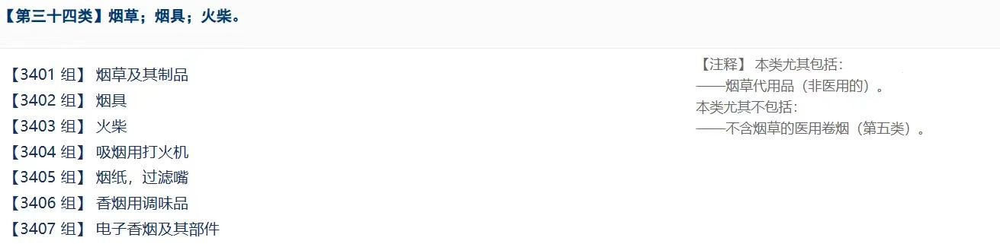 【第三十四类】烟草；烟具；火柴。
【3401 组】 烟草及其制品
【3402 组】 烟具
【3403 组】 火柴
【3404 组】 吸烟用打火机
【3405 组】 烟纸，过滤嘴
【3406 组】 香烟用调味品
【3407 组】 电子香烟及其部件
【注释】 本类尤其包括：
——烟草代用品（非医用的）。
本类尤其不包括：
——不含烟草的医用卷烟（第五类）。